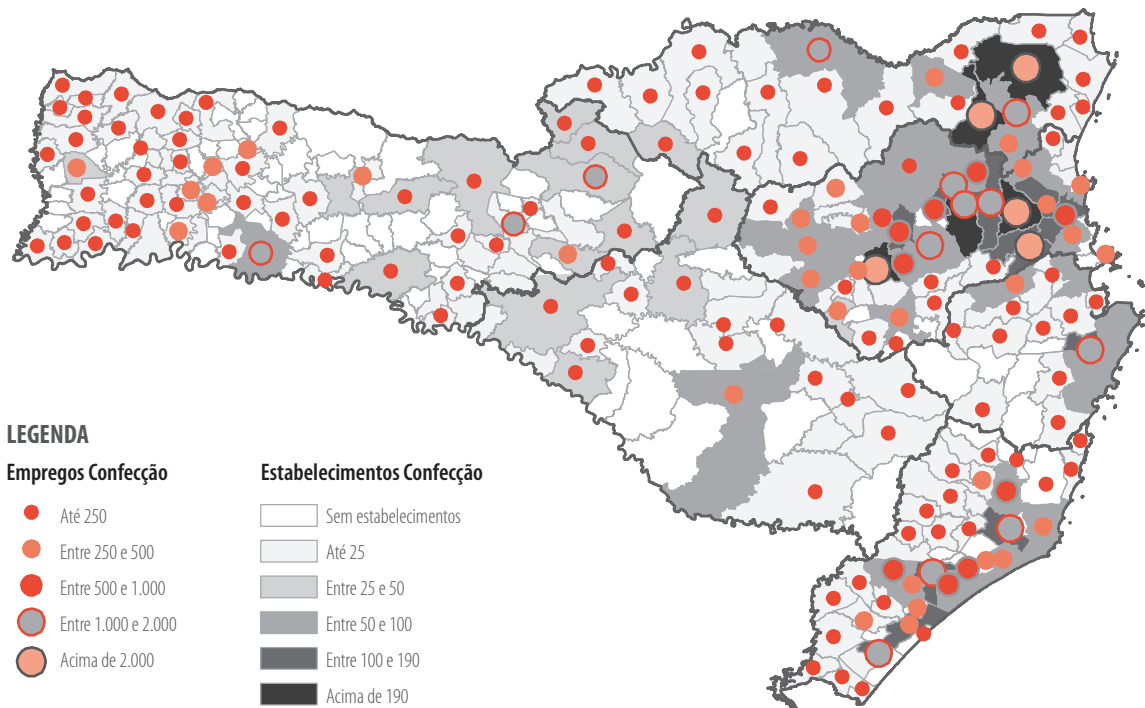 LEGENDA
Empregos Confecção
Até 250
Entre 250 e 500
Entre 500 e 1.000
Entre 1.000 e 2.000
Acima de 2.000
Estabelecimentos Confecção
Sem estabelecimentos
Até 25
Entre 25 e 50
Entre 50 e 100
Entre 100 e 190
Acima de 190